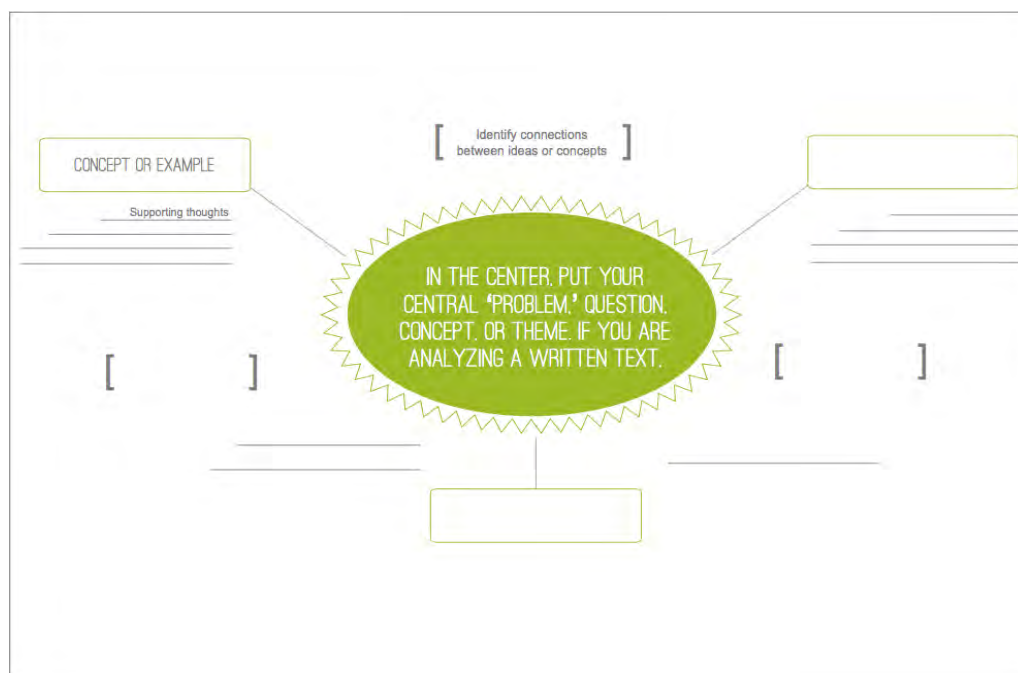 [ Identify connections
between ideas or concepts ]
CONCEPT OR EXAMPLE
Supporting thoughts
IN THE CENTER, PUT YOUR
CENTRAL ‘PROBLEM,’ QUESTION,
CONCEPT, OR THEME, IF YOU ARE
ANALYZING A WRITTEN TEXT.
[ ]
[ ]